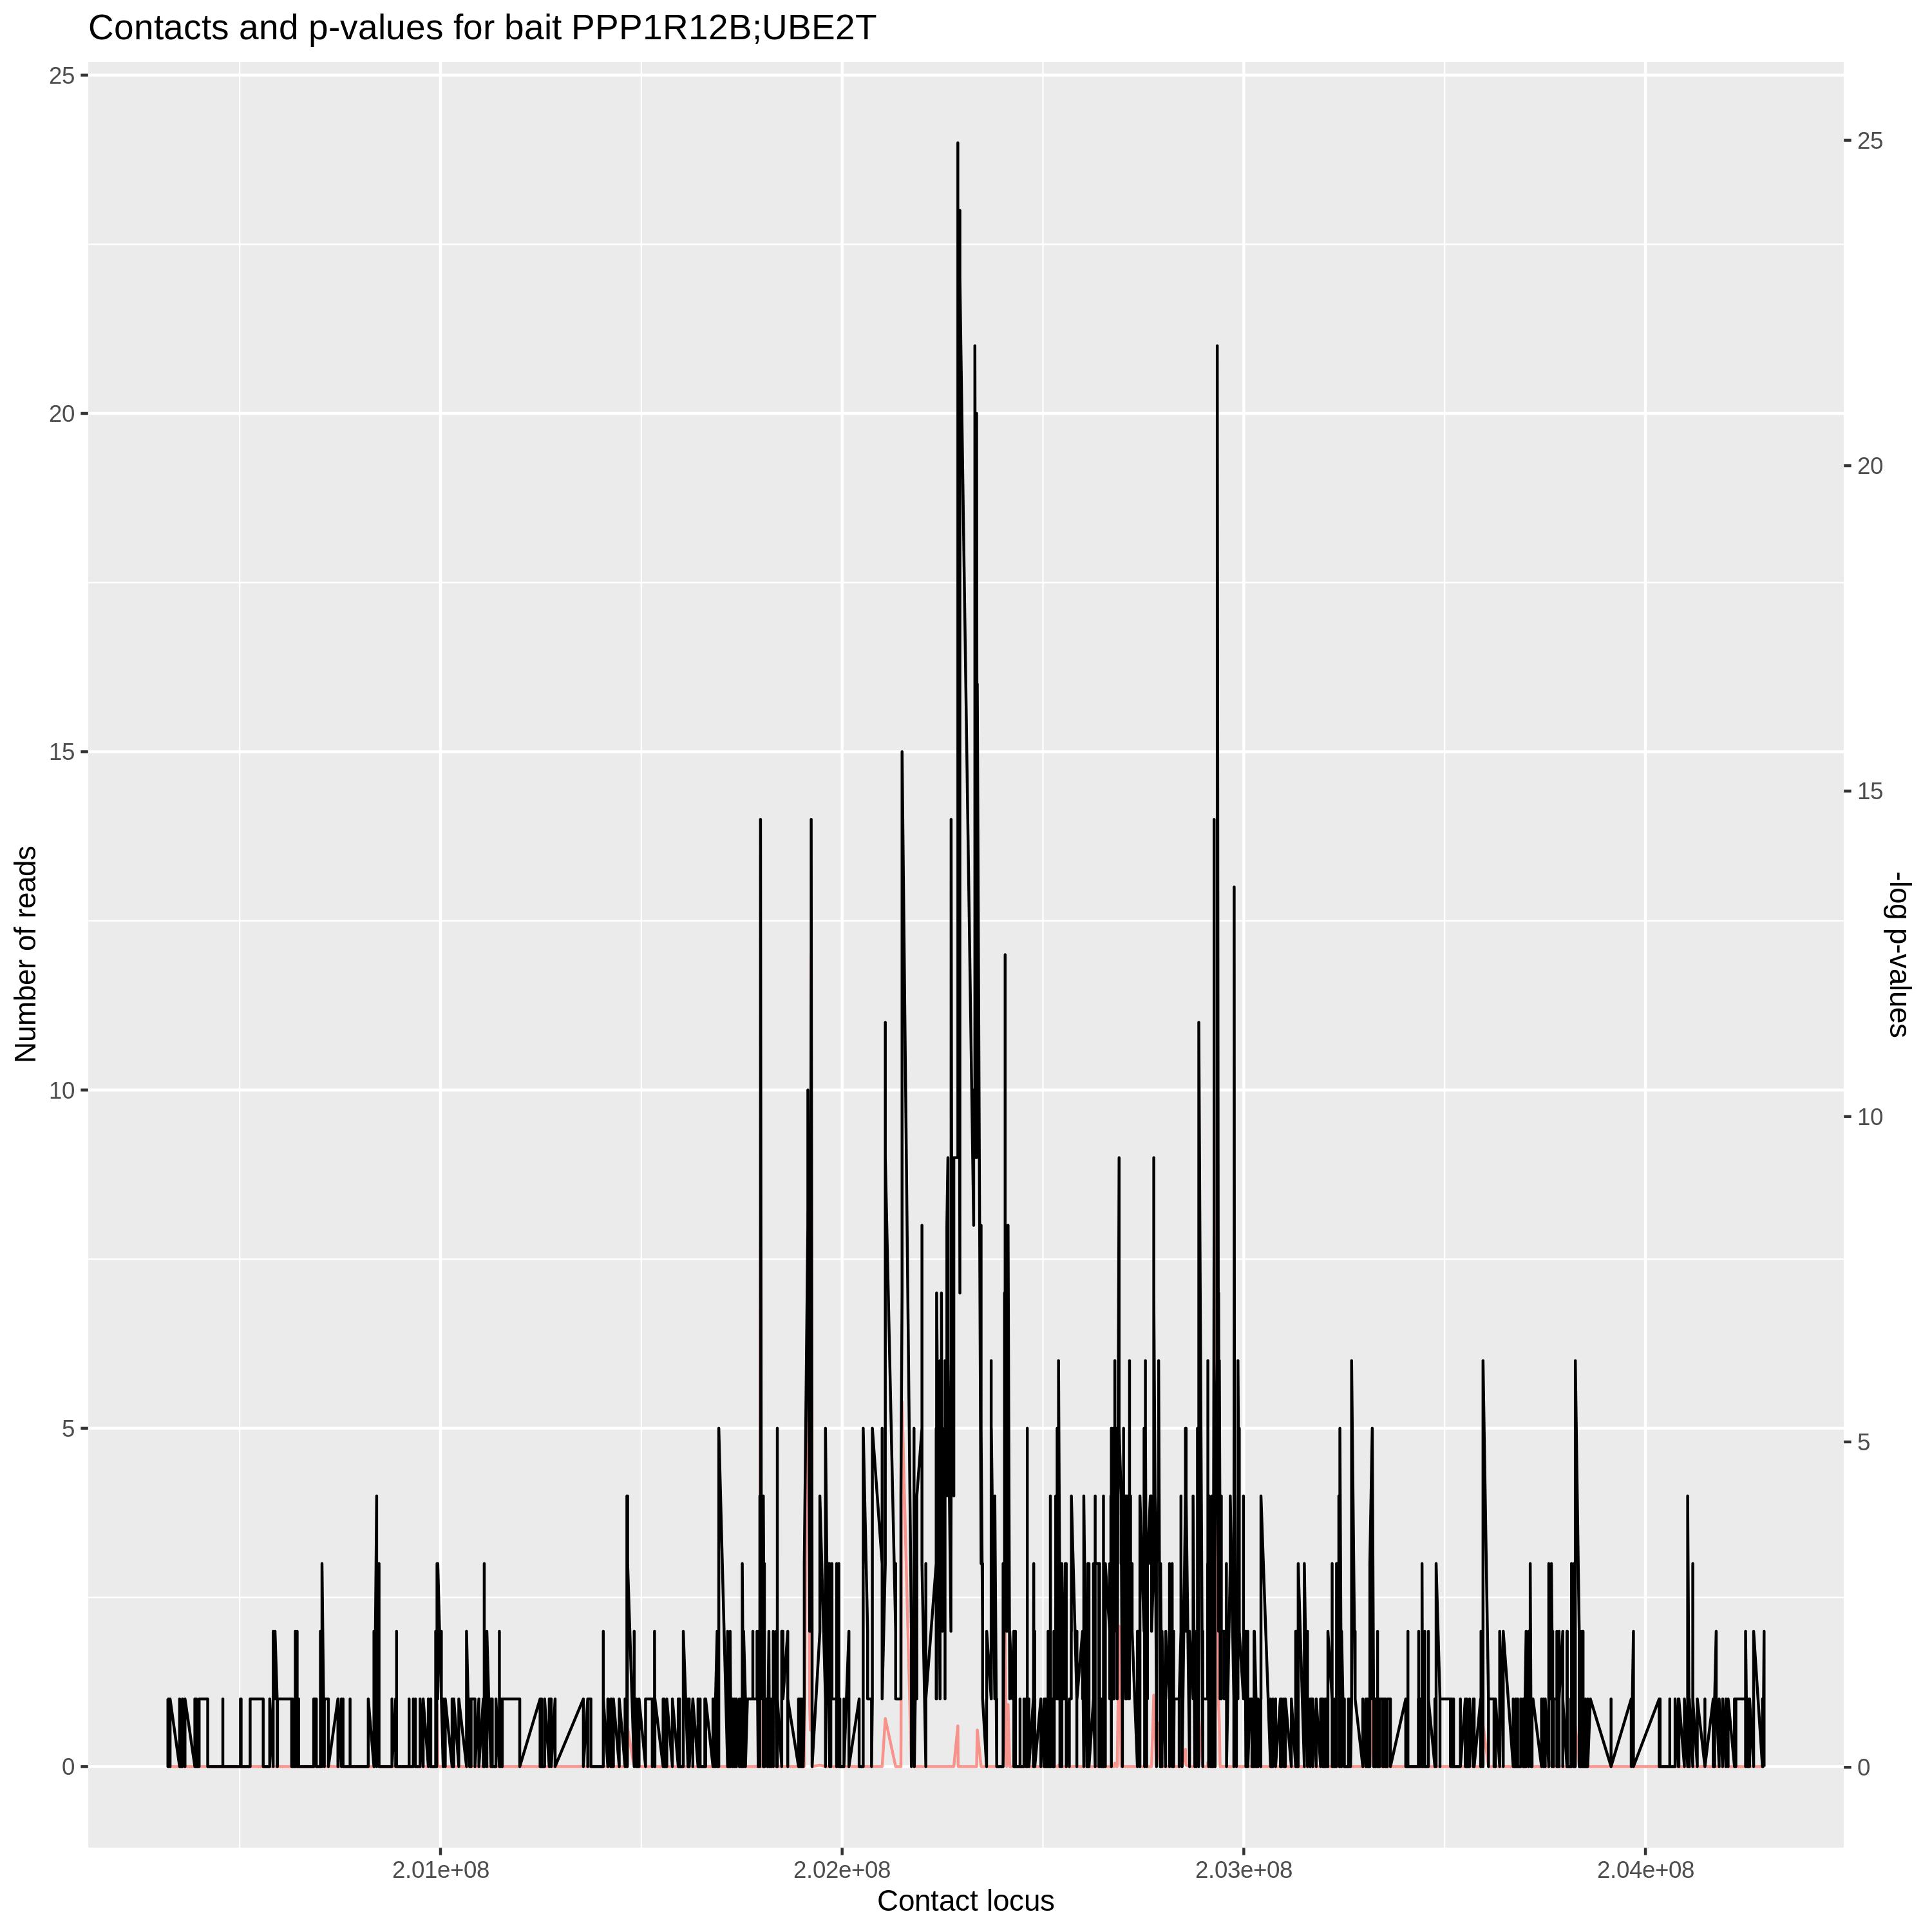 Contacts and p-values for bait PPP1R12B;UBE2T
25
20
15
10
5
0
Number of reads
25
20
15
10
5
0
-log p-values
2.01e+08 2.02e+08 2.03e+08 2.04e+08
Contact locus